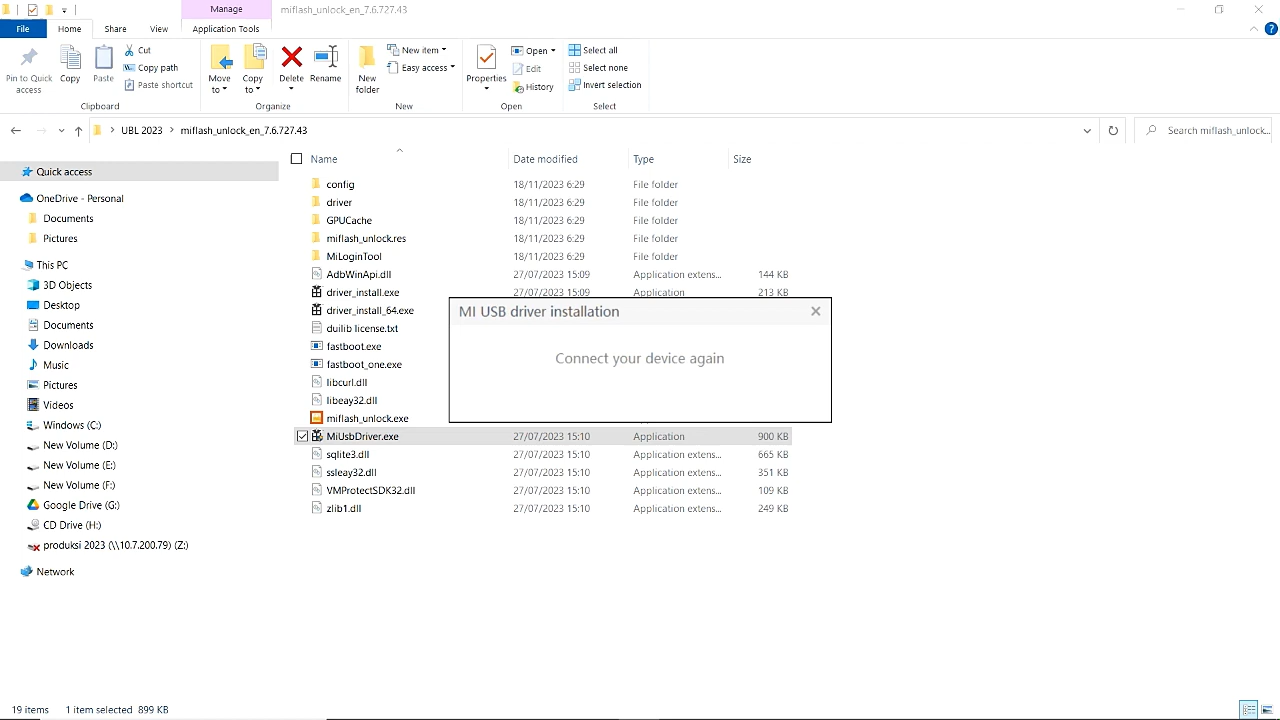 Manage
miflash_unlock_en_7.6.727.43
File
Home
Share
View
Application Tools
Pin to Quick access
Copy
Paste
Cut
Copy path
Paste shortcut
Clipboard
Move to
Copy to
Delete
Rename
Organize
New folder
New item
Easy access
New
Properties
Open
Edit
History
Open
Select all
Select none
Invert selection
Select
UBL 2023 > miflash_unlock_en_7.6.727.43
Search miflash_unlock...
Quick access
OneDrive - Personal
Documents
Pictures
This PC
3D Objects
Desktop
Documents
Downloads
Music
Pictures
Videos
Windows (C:)
New Volume (D:)
New Volume (E:)
New Volume (F:)
Google Drive (G:)
CD Drive (H:)
produksi 2023 (\\10.7.200.79) (Z:)
Network
Name Date modified Type Size
config 18/11/2023 6:29 File folder
driver 18/11/2023 6:29 File folder
GPUCache 18/11/2023 6:29 File folder
miflash_unlock.res 18/11/2023 6:29 File folder
MiLoginTool 18/11/2023 6:29 File folder
AdbWinApi.dll 27/07/2023 15:09 Application extens... 144 KB
driver_install.exe 27/07/2023 15:09 Application 213 KB
driver_install_64.exe
duilib license.txt
fastboot.exe
fastboot_one.exe
libcurl.dll
libeay32.dll
miflash_unlock.exe
MiUsbDriver.exe 27/07/2023 15:10 Application 900 KB
sqlite3.dll 27/07/2023 15:10 Application extens... 665 KB
ssleay32.dll 27/07/2023 15:10 Application extens... 351 KB
VMProtectSDK32.dll 27/07/2023 15:10 Application extens... 109 KB
zlib1.dll 27/07/2023 15:10 Application extens... 249 KB
MI USB driver installation
Connect your device again
19 items 1 item selected 899 KB